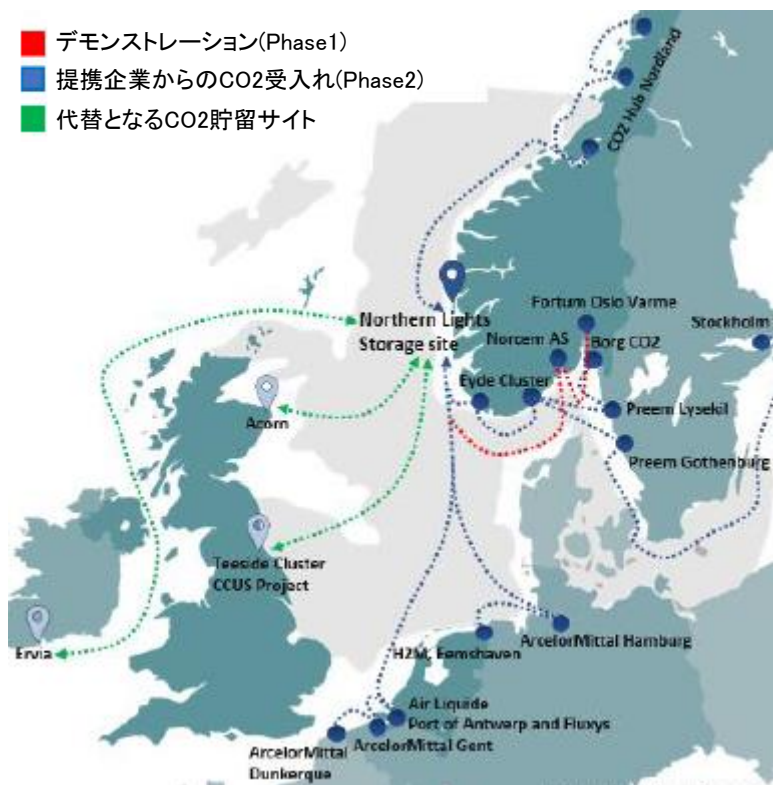 デモンストレーション(Phase1)
提携企業からのCO2受入れ(Phase2)
代替となるCO2貯留サイト
CO2 Hub Nordland
Northern Lights
Storage site
Fortum Oslo Varme
Stockholm
Norcem AS
Borg CO2
Eyde Cluster
Acorn
Preem Lysekil
Preem Gothenburg
Teeside Cluster
CCUS Project
Ervia
H2M, Eemshaven
ArcelorMittal Hamburg
Air Liquide
Port of Antwerp and Fluxys
ArcelorMittal Gent
ArcelorMittal
Dunkerque